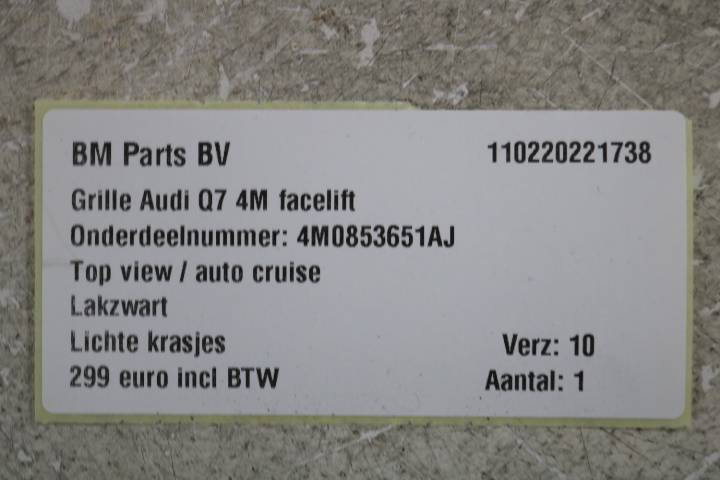 BM Parts BV 110220221738
Grille Audi Q7 4M facelift
Onderdeelnummer: 4M0853651AJ
Top view / auto cruise
Lakzwart
Lichte krasjes Verz: 10
299 euro incl BTW Aantal: 1